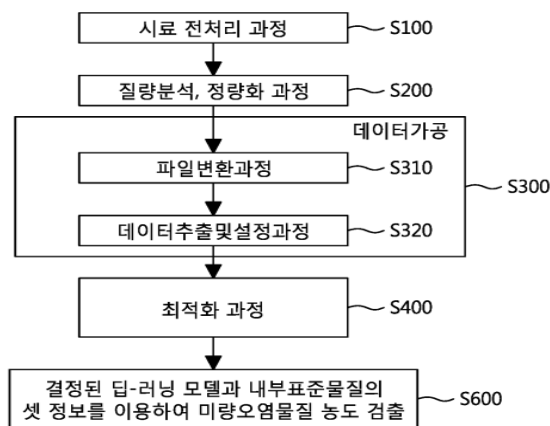 시료 전처리 과정 S100
질량분석, 정량화 과정 S200
데이터가공
파일변환과정 S310
S300
데이터추출및설정과정 S320
최적화 과정 S400
결정된 딥-러닝 모델과 내부표준물질의
셋 정보를 이용하여 미량오염물질 농도 검출 S600